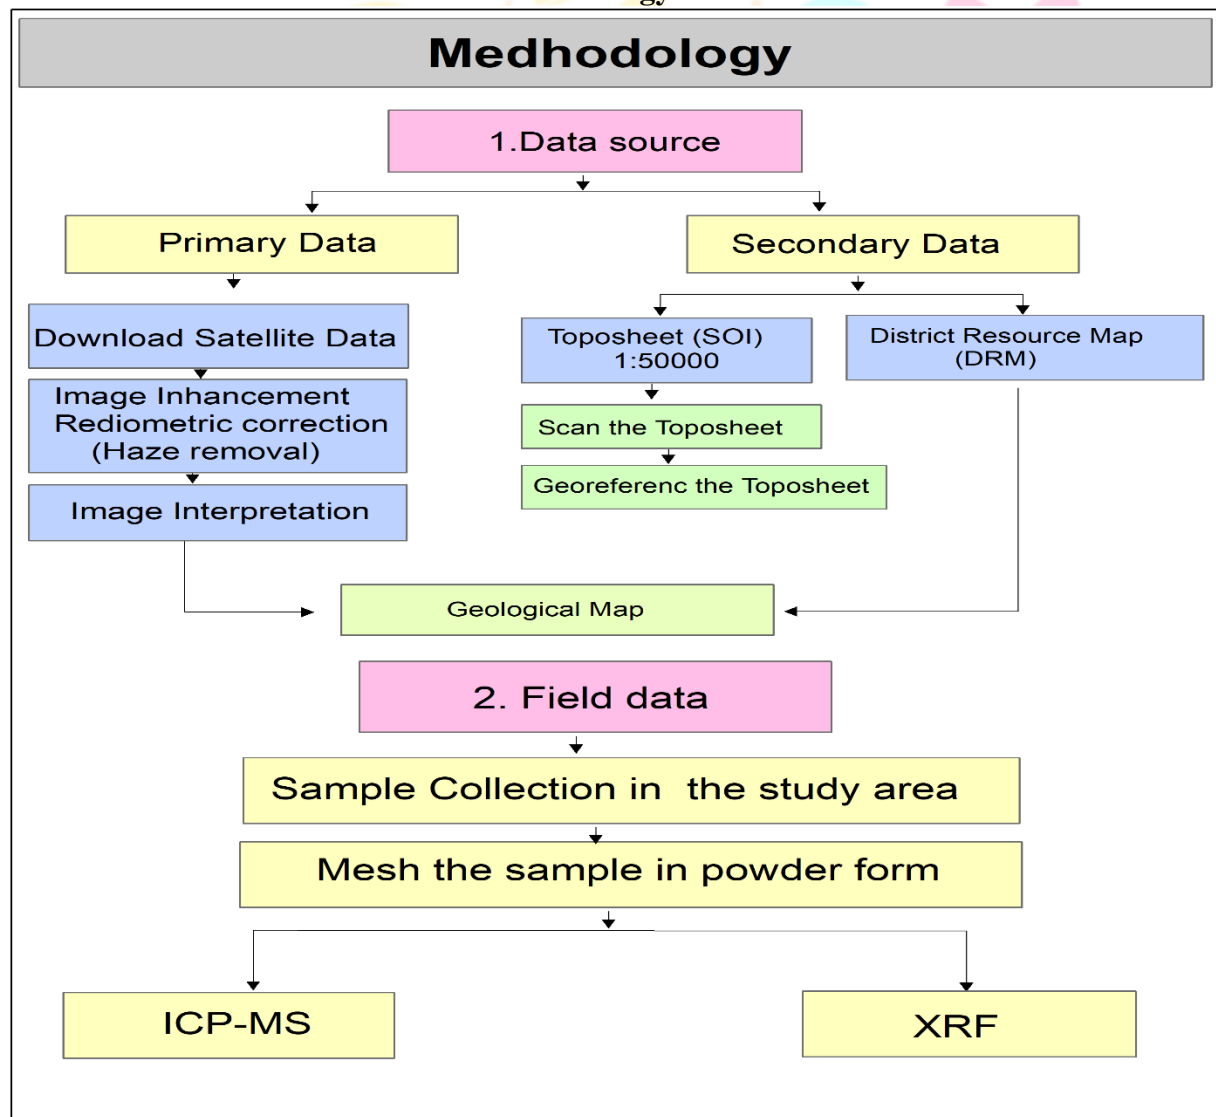 gy
Medhodology
1.Data source
Primary Data
Secondary Data
Download Satellite Data
Toposheet (SOI)
1:50000
District Resource Map
(DRM)
Image Inhancement
Rediometric correction
(Haze removal)
Scan the Toposheet
Georeferenc the Toposheet
Image Interpretation
Geological Map
2. Field data
Sample Collection in the study area
Mesh the sample in powder form
ICP-MS
XRF